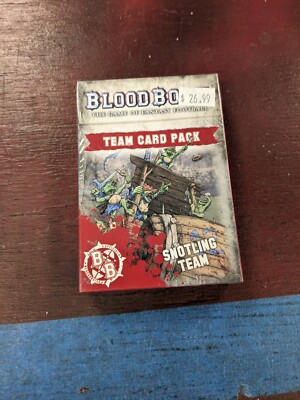 BLOOD BO
$ 26.99
THE GAME OF FANTASY FOOTBALL
TEAM CARD PACK
SNOTLING
TEAM
B
B